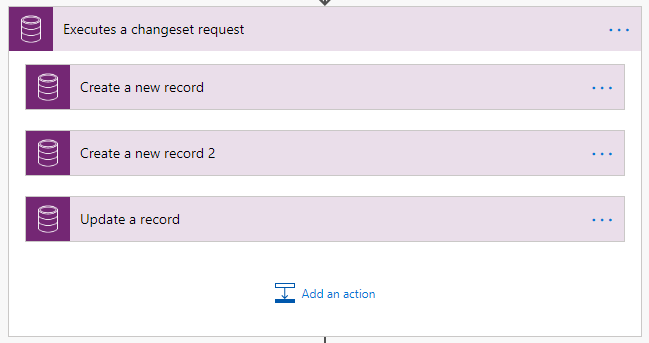 Executes a changeset request
Create a new record
Create a new record 2
Update a record
Add an action